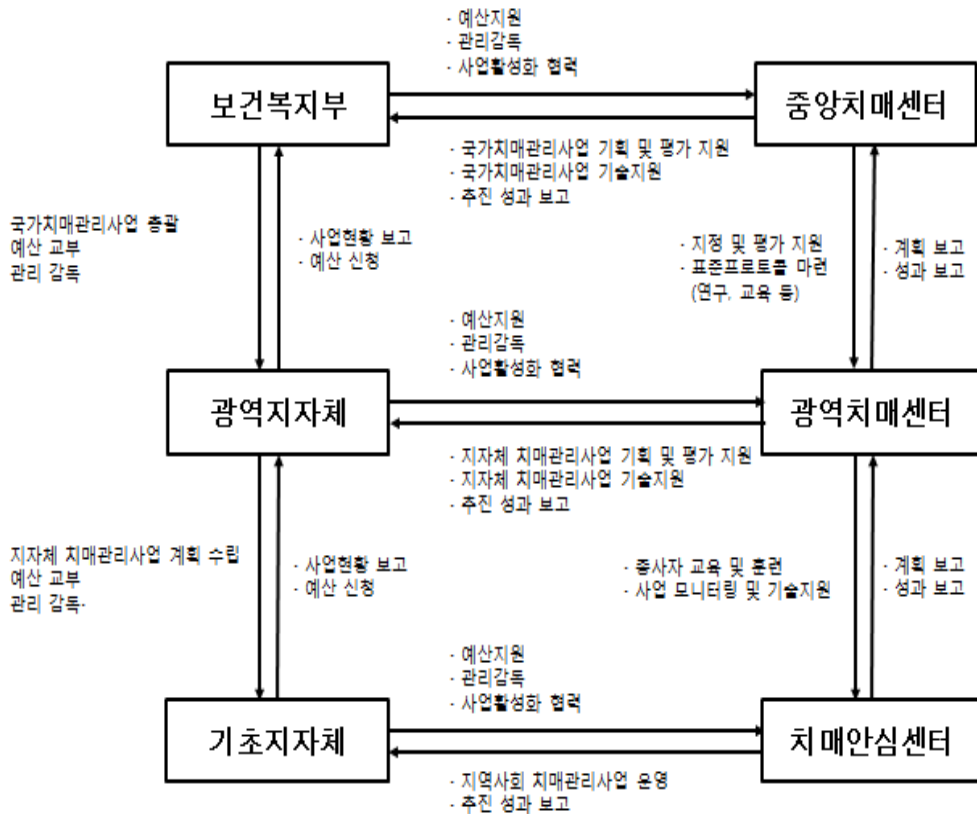 · 예산지원
· 관리감독
· 사업활성화 협력
보건복지부
중앙치매센터
· 국가치매관리사업 기획 및 평가 지원
· 국가치매관리사업 기술지원
· 추진 성과 보고
국가치매관리사업 총괄
예산 교부
관리 감독
· 사업현황 보고
· 예산 신청
· 지정 및 평가 지원
· 표준프로토콜 마련
(연구, 교육 등)
· 계획 보고
· 성과 보고
· 예산지원
· 관리감독
· 사업활성화 협력
광역지자체
광역치매센터
· 지자체 치매관리사업 기획 및 평가 지원
· 지자체 치매관리사업 기술지원
· 추진 성과 보고
지자체 치매관리사업 계획 수립
예산 교부
관리 감독·
· 사업현황 보고
· 예산 신청
· 종사자 교육 및 훈련
· 사업 모니터링 및 기술지원
· 계획 보고
· 성과 보고
· 예산지원
· 관리감독
· 사업활성화 협력
기초지자체
치매안심센터
· 지역사회 치매관리사업 운영
· 추진 성과 보고